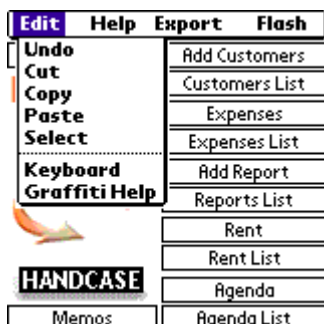 Edit Help Export Flash
Undo
Cut
Copy
Paste
Select
Keyboard
Graffiti Help
Add Customers
Customers List
Expenses
Expenses List
Add Report
Reports List
Rent
Rent List
HANDCASE
Agenda
Memos
Agenda List